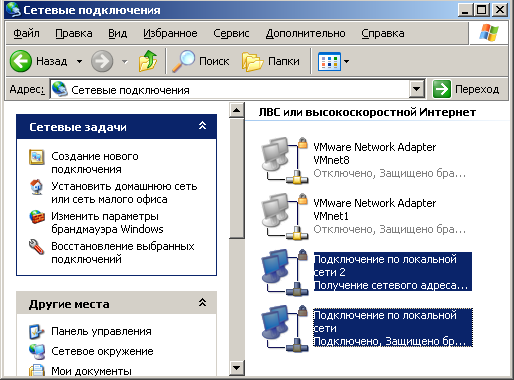 Сетевые подключения
Файл Правка Вид Избранное Сервис Дополнительно Справка
Назад Поиск Папки
Адрес: Сетевые подключения Переход
Сетевые задачи
Создание нового
подключения
Установить домашнюю сеть
или сеть малого офиса
Изменить параметры
брандмауэра Windows
Восстановление выбранных
подключений
Другие места
Панель управления
Сетевое окружение
Мои документы
ЛВС или высокоскоростной Интернет
VMware Network Adapter
VMnet8
Отключено, Защищено бра...
VMware Network Adapter
VMnet1
Отключено, Защищено бра...
Подключение по локальной
сети 2
Получение сетевого адреса...
Подключение по локальной
сети
Подключено, Защищено бр...